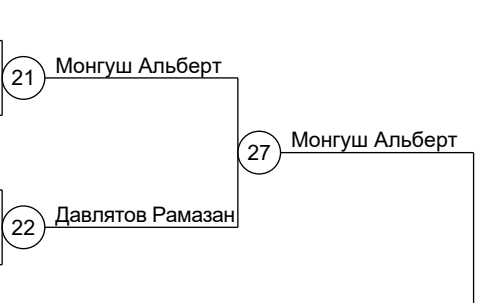 21
Монгуш Альберт
27
Монгуш Альберт
22
Давлятов Рамазан